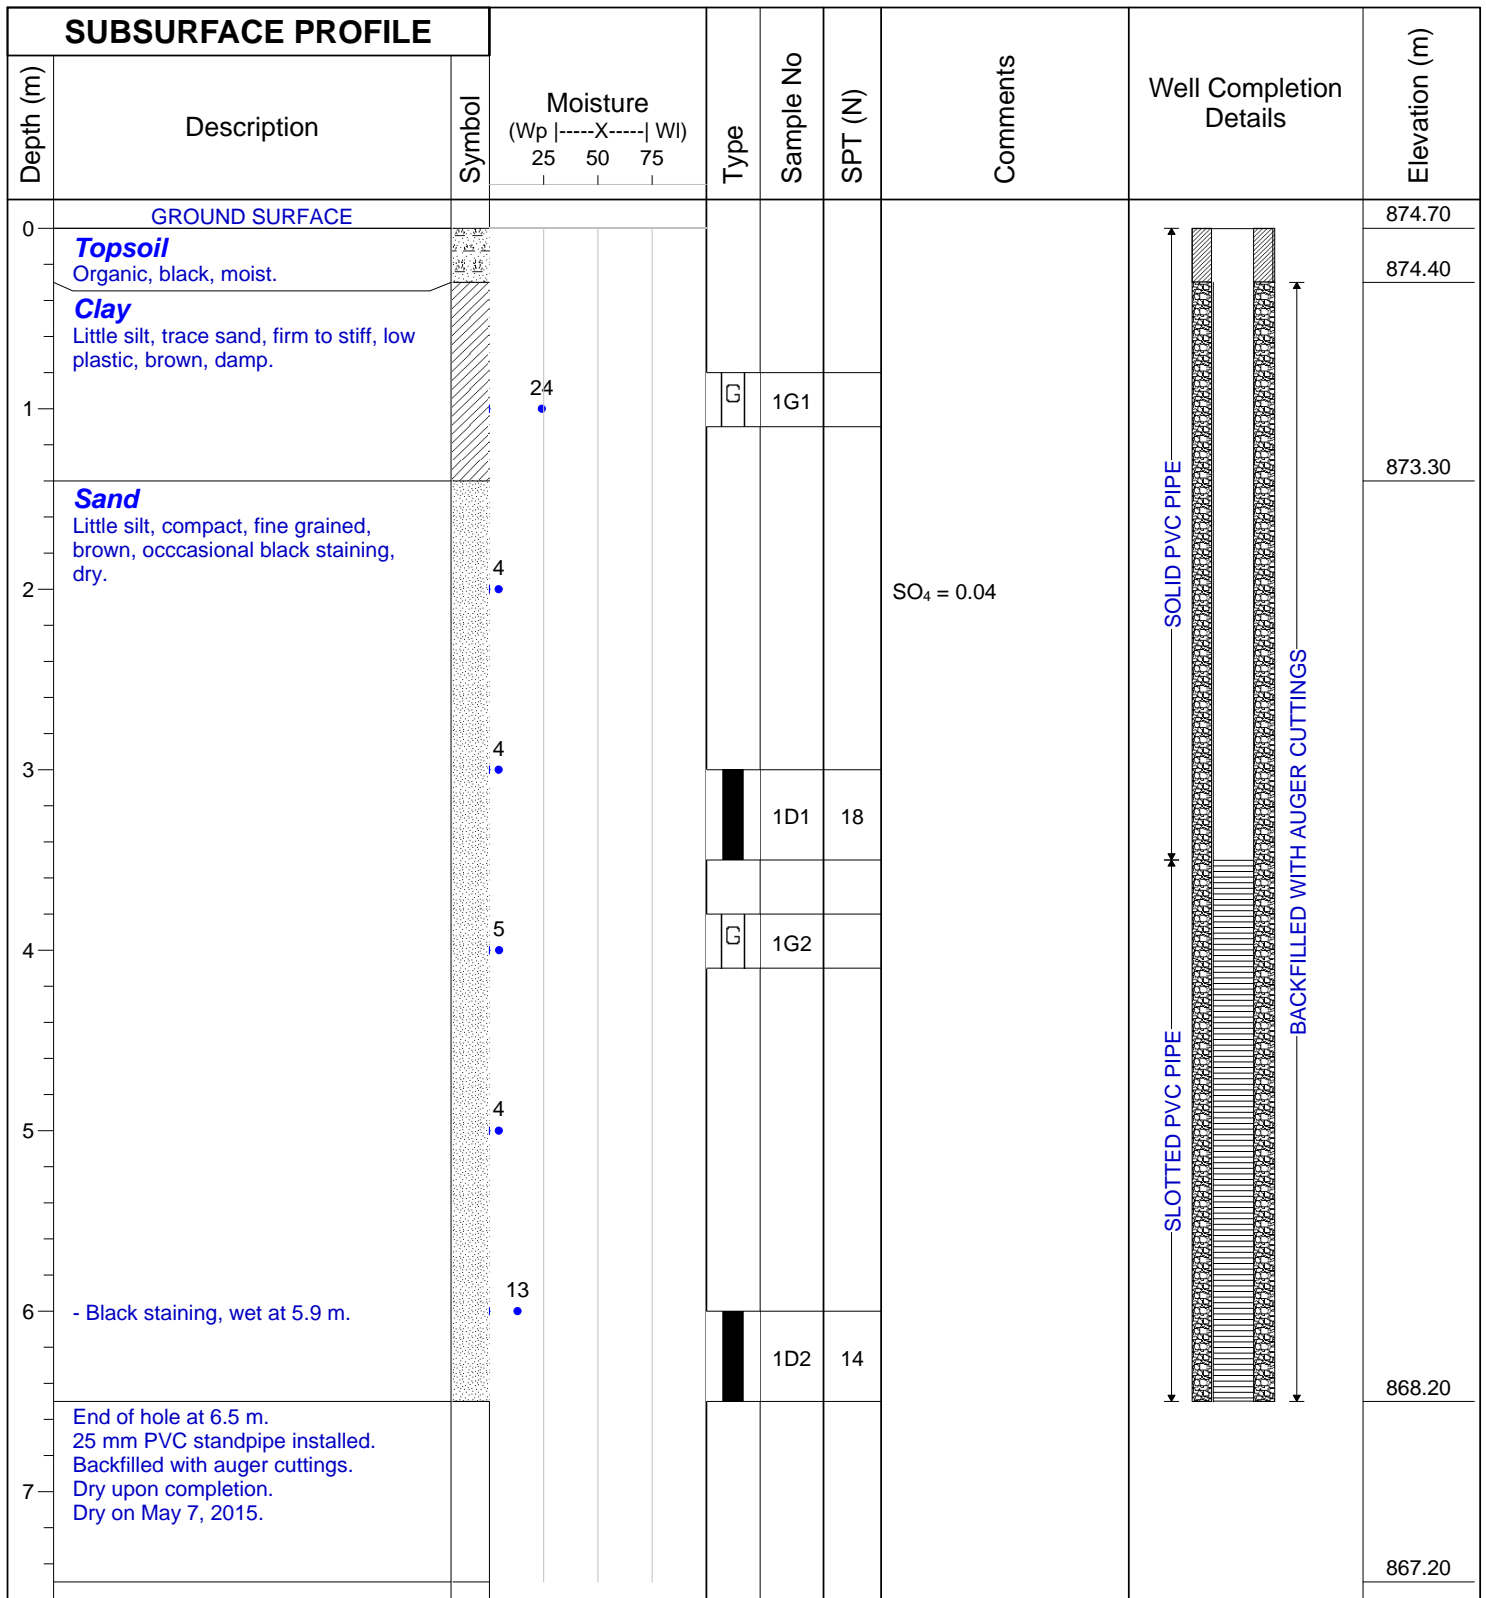 SUBSURFACE PROFILE
Depth (m)
Description
Symbol
Moisture
(Wp |-----X-----| Wl)
25 50 75
Type
Sample No
SPT (N)
Comments
Well Completion
Details
Elevation (m)
GROUND SURFACE
874.70
0
Topsoil
Organic, black, moist.
874.40
Clay
Little silt, trace sand, firm to stiff, low
plastic, brown, damp.
24
1
G
1G1
873.30
Sand
Little silt, compact, fine grained,
brown, occcasional black staining,
dry.
4
2
SO₄ = 0.04
SOLID PVC PIPE
BACKFILLED WITH AUGER CUTTINGS
4
3
1D1
18
5
4
G
1G2
4
5
SLOTTED PVC PIPE
13
6
- Black staining, wet at 5.9 m.
1D2
14
868.20
End of hole at 6.5 m.
25 mm PVC standpipe installed.
Backfilled with auger cuttings.
Dry upon completion.
Dry on May 7, 2015.
7
867.20